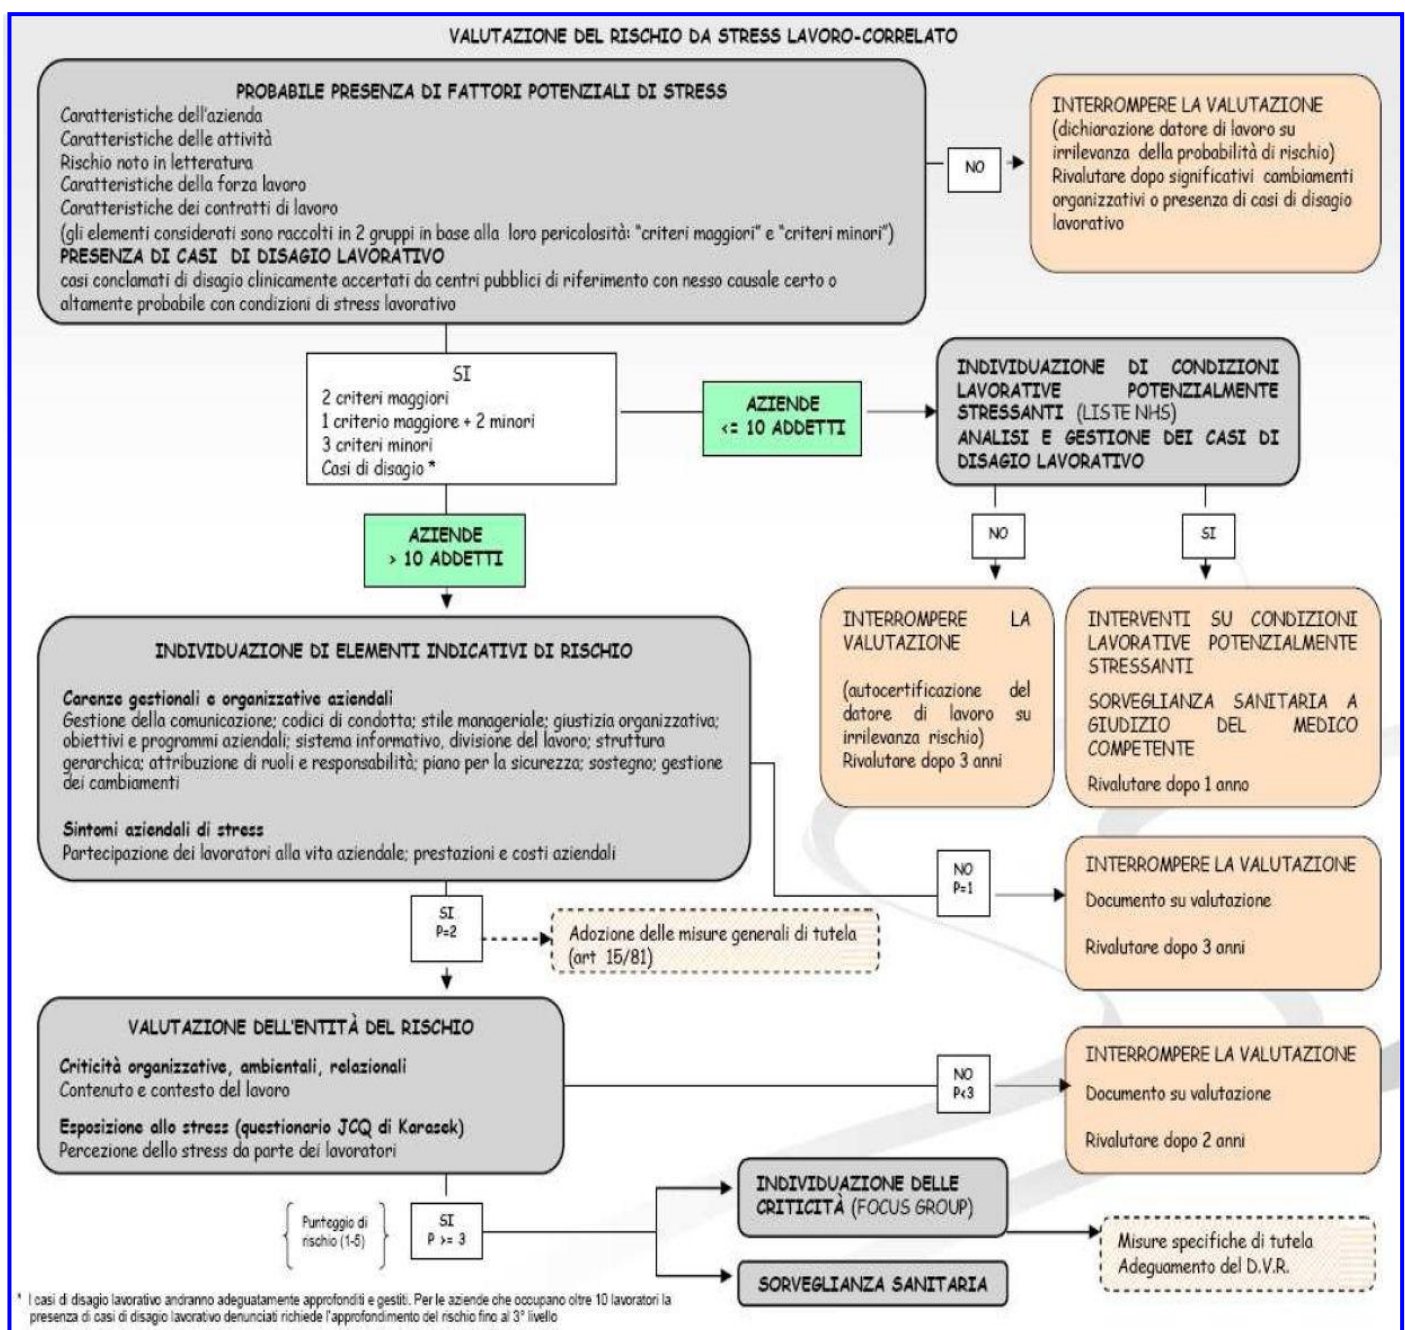 VALUTAZIONE DEL RISCHIO DA STRESS LAVORO-CORRELATO
PROBABILE PRESENZA DI FATTORI POTENZIALI DI STRESS
Caratteristiche dell'azienda
Caratteristiche delle attività
Rischio noto in letteratura
Caratteristiche della forza lavoro
Caratteristiche dei contratti di lavoro
(gli elementi considerati sono raccolti in 2 gruppi in base alla loro pericolosità: "criteri maggiori" e "criteri minori")
PRESENZA DI CASI DI DISAGIO LAVORATIVO
casi conclamati di disagio clinicamente accertati da centri pubblici di riferimento con nesso causale certo o
altamente probabile con condizioni di stress lavorativo
NO
INTERROMPERE LA VALUTAZIONE
(dichiarazione datore di lavoro su
irrilevanza della probabilità di rischio)
Rivalutare dopo significativi cambiamenti
organizzativi o presenza di casi di disagio
lavorativo
SI
2 criteri maggiori
1 criterio maggiore + 2 minori
3 criteri minori
Casi di disagio *
AZIENDE
<= 10 ADDETTI
INDIVIDUAZIONE DI CONDIZIONI
LAVORATIVE POTENZIALMENTE
STRESSANTI (LISTE NHS)
ANALISI E GESTIONE DEI CASI DI
DISAGIO LAVORATIVO
AZIENDE
> 10 ADDETTI
NO
SI
INTERROMPERE LA
VALUTAZIONE
(autocertificazione del
datore di lavoro su
irrilevanza rischio)
Rivalutare dopo 3 anni
INTERVENTI SU CONDIZIONI
LAVORATIVE POTENZIALMENTE
STRESSANTI
SORVEGLIANZA SANITARIA A
GIUDIZIO DEL MEDICO
COMPETENTE
Rivalutare dopo 1 anno
INDIVIDUAZIONE DI ELEMENTI INDICATIVI DI RISCHIO
Carenze gestionali e organizzative aziendali
Gestione della comunicazione; codici di condotta; stile manageriale; giustizia organizzativa;
obiettivi e programmi aziendali; sistema informativo, divisione del lavoro; struttura
gerarchica; attribuzione di ruoli e responsabilità; piano per la sicurezza; sostegno; gestione
dei cambiamenti
Sintomi aziendali di stress
Partecipazione dei lavoratori alla vita aziendale; prestazioni e costi aziendali
NO
P=1
INTERROMPERE LA VALUTAZIONE
Documento su valutazione
Rivalutare dopo 3 anni
SI
P=2
Adozione delle misure generali di tutela
(art 15/81)
VALUTAZIONE DELL'ENTITÀ DEL RISCHIO
Criticità organizzative, ambientali, relazionali
Contenuto e contesto del lavoro
Esposizione allo stress (questionario JCQ di Karasek)
Percezione dello stress da parte dei lavoratori
NO
P<3
INTERROMPERE LA VALUTAZIONE
Documento su valutazione
Rivalutare dopo 2 anni
Punteggio di
rischio (1-5)
SI
P >= 3
INDIVIDUAZIONE DELLE
CRITICITÀ (FOCUS GROUP)
SORVEGLIANZA SANITARIA
Misure specifiche di tutela
Adeguamento del D.V.R.
* I casi di disagio lavorativo andranno adeguatamente approfonditi e gestiti. Per le aziende che occupano oltre 10 lavoratori la
presenza di casi di disagio lavorativo denunciati richiede l'approfondimento del rischio fino al 3° livello